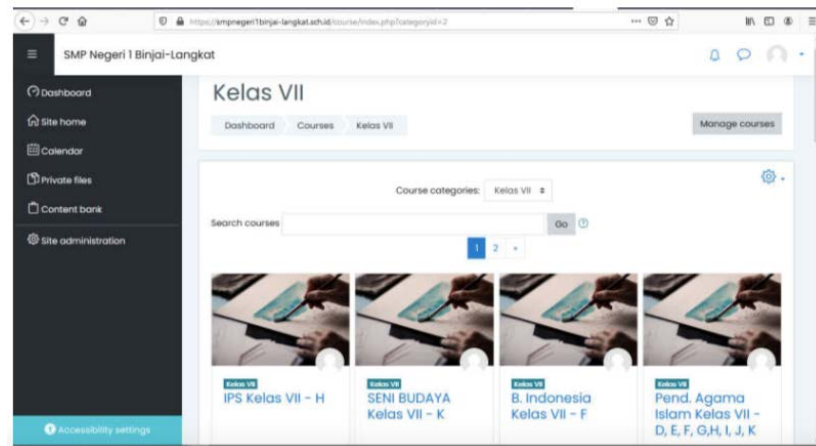 https://smpnegeri1binjai-langkat.sch.id/course/index.php?categoryid=2
SMP Negeri 1 Binjai-Langkat
Dashboard
Site home
Calendar
Private files
Content bank
Site administration
Accessibility settings
Kelas VII
Dashboard Courses Kelas VII
Manage courses
Course categories: Kelas VII
Search courses Go
1 2 »
Kelas VII
IPS Kelas VII - H
Kelas VII
SENI BUDAYA
Kelas VII - K
Kelas VII
B. Indonesia
Kelas VII - F
Kelas VII
Pend. Agama
Islam Kelas VII -
D, E, F, G,H, I, J, K